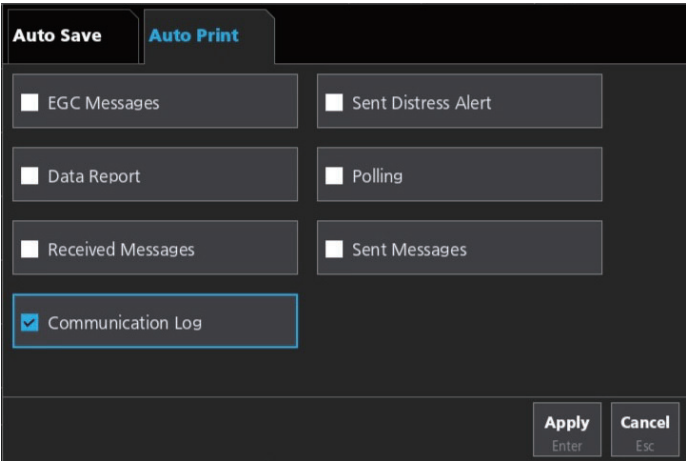 Auto Save
Auto Print
EGC Messages
Sent Distress Alert
Data Report
Polling
Received Messages
Sent Messages
Communication Log
Apply
Enter
Cancel
Esc